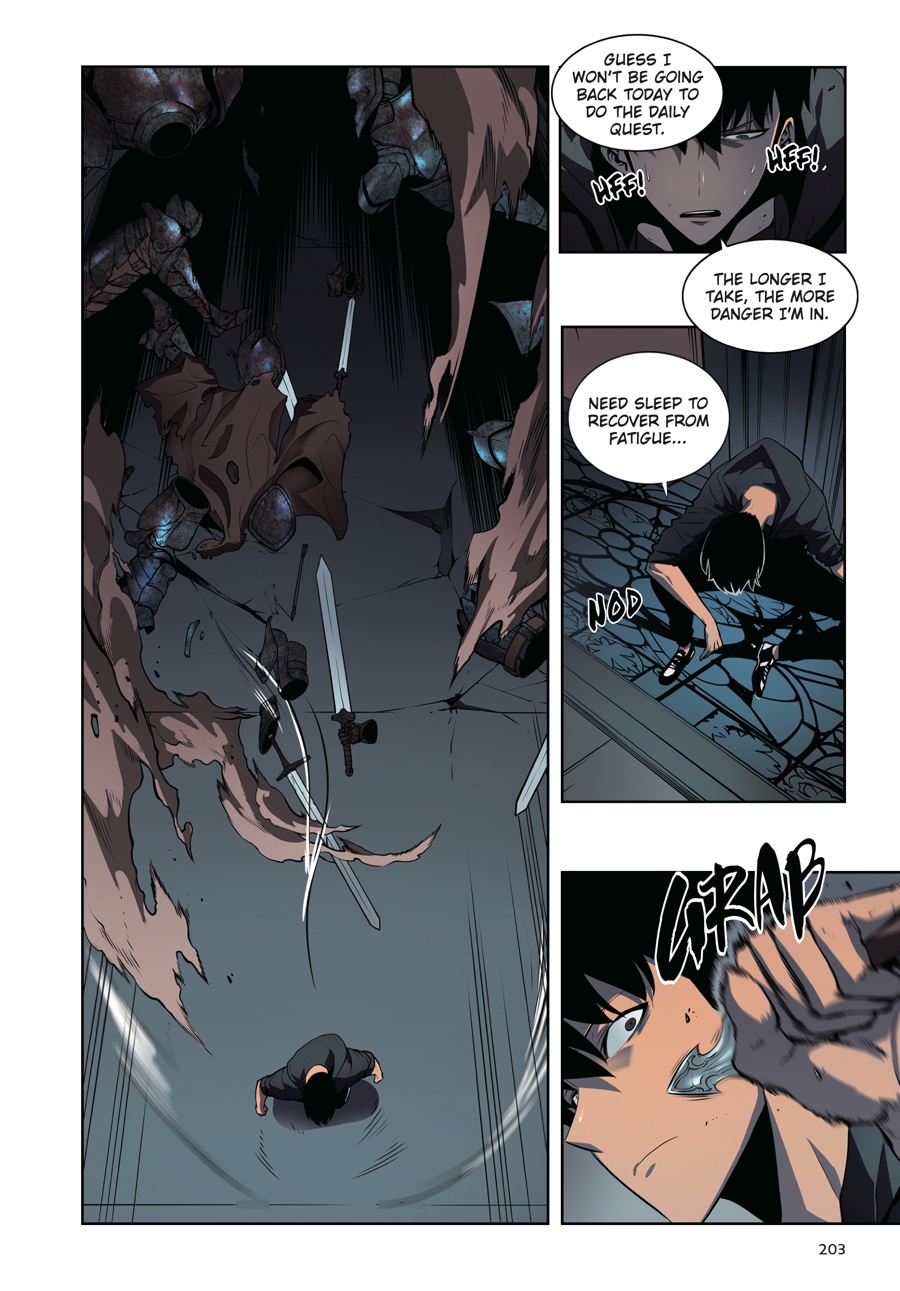 GUESS I
WON'T BE GOING
BACK TODAY TO
DO THE DAILY
QUEST.
HFF!
HFF!
THE LONGER I
TAKE, THE MORE
DANGER I'M IN.
NEED SLEEP TO
RECOVER FROM
FATIGUE...
NOD
GRAB
203